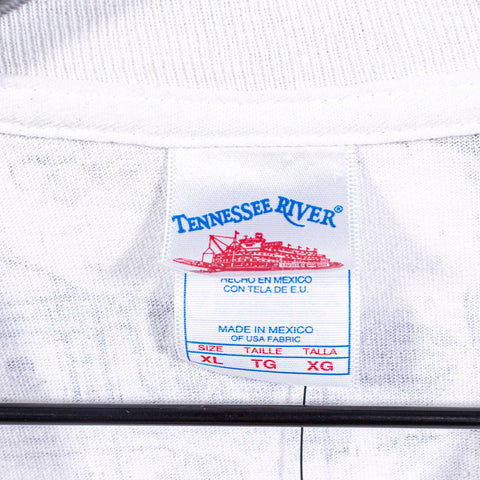 TENNESSEE RIVER®
HECHO EN MEXICO
CON TELA DE E.U.
MADE IN MEXICO
OF USA FABRIC
SIZE TAILLE TALLA
XL TG XG